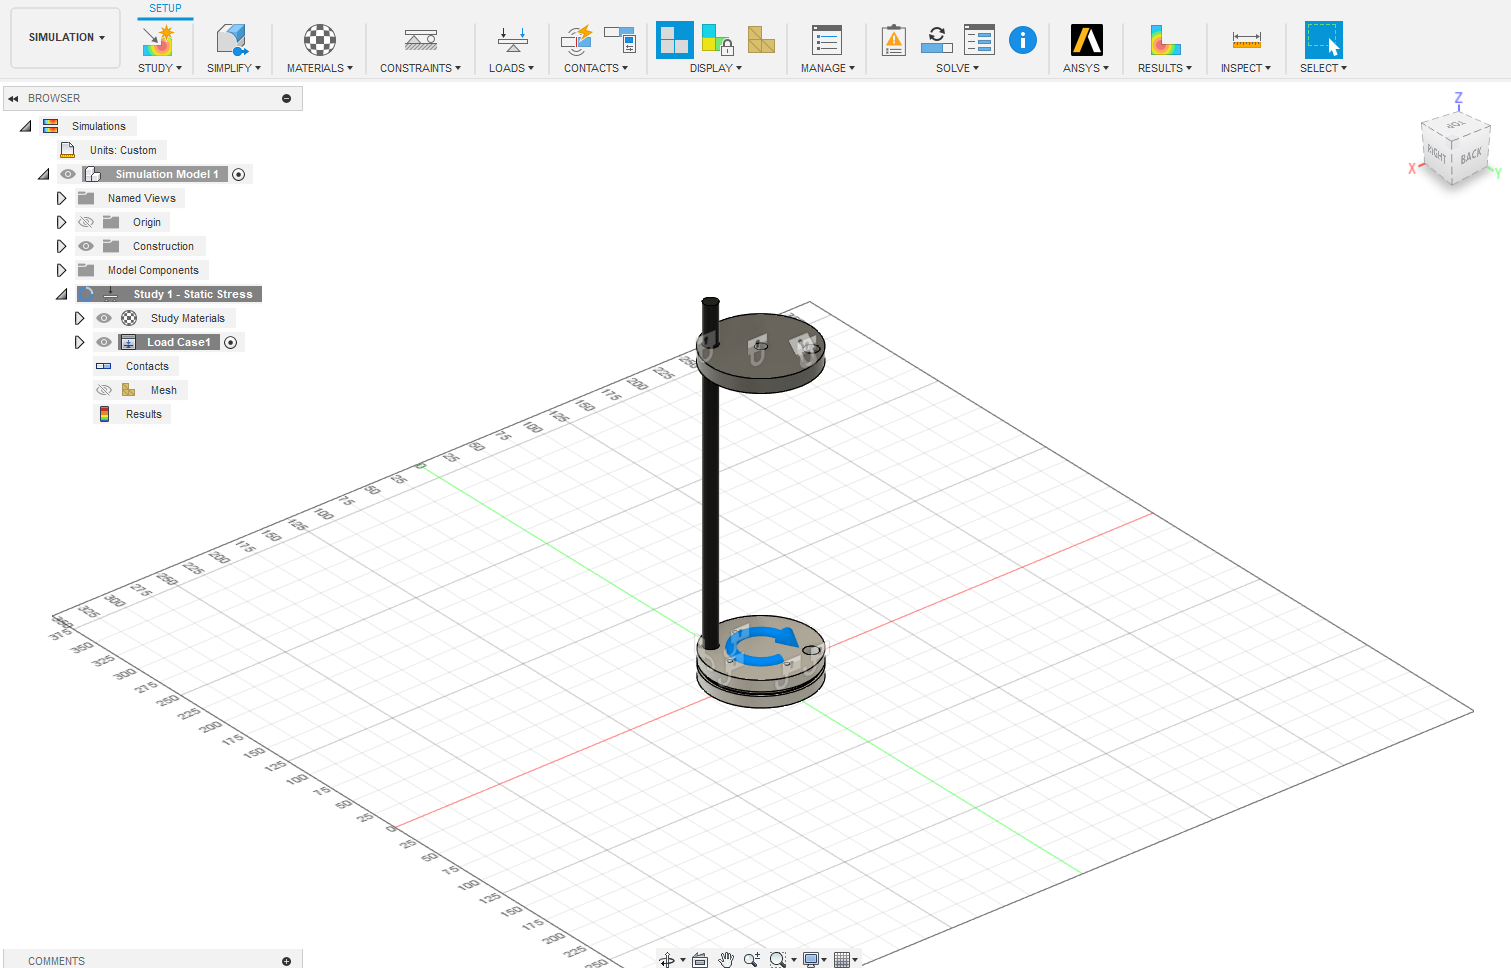 SETUP
SIMULATION
STUDY
SIMPLIFY
MATERIALS
CONSTRAINTS
LOADS
CONTACTS
DISPLAY
MANAGE
SOLVE
ANSYS
RESULTS
INSPECT
SELECT
BROWSER
Simulations
Units: Custom
Simulation Model 1
Named Views
Origin
Construction
Model Components
Study 1 - Static Stress
Study Materials
Load Case1
Contacts
Mesh
Results
Z
TOP
RIGHT
BACK
X
Y
250
225
200
175
150
125
100
75
50
25
0
25
50
75
100
125
150
175
200
225
250
275
300
325
375
350
325
300
275
250
225
200
175
150
125
100
75
50
25
0
25
50
75
100
125
150
175
200
225
250
COMMENTS